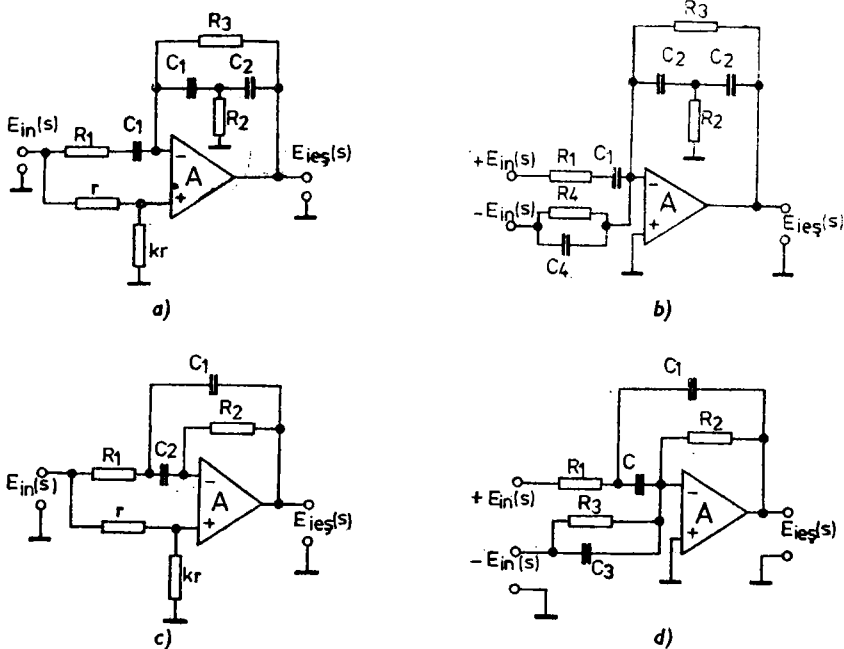 R3
C1 C2
R2
Ein(s)
R1 C1
r
kr
A
-
+
Eieş(s)
a)
R3
C2 C2
R2
+Ein(s)
R1 C1
-Ein(s)
R4
C4
A
-
+
Eieş(s)
b)
C1
R2
R1 C2
Ein(s)
r
kr
A
-
+
Eieş(s)
c)
C1
R2
R1 C
+Ein(s)
R3
-Ein(s)
C3
A
-
+
Eieş(s)
d)